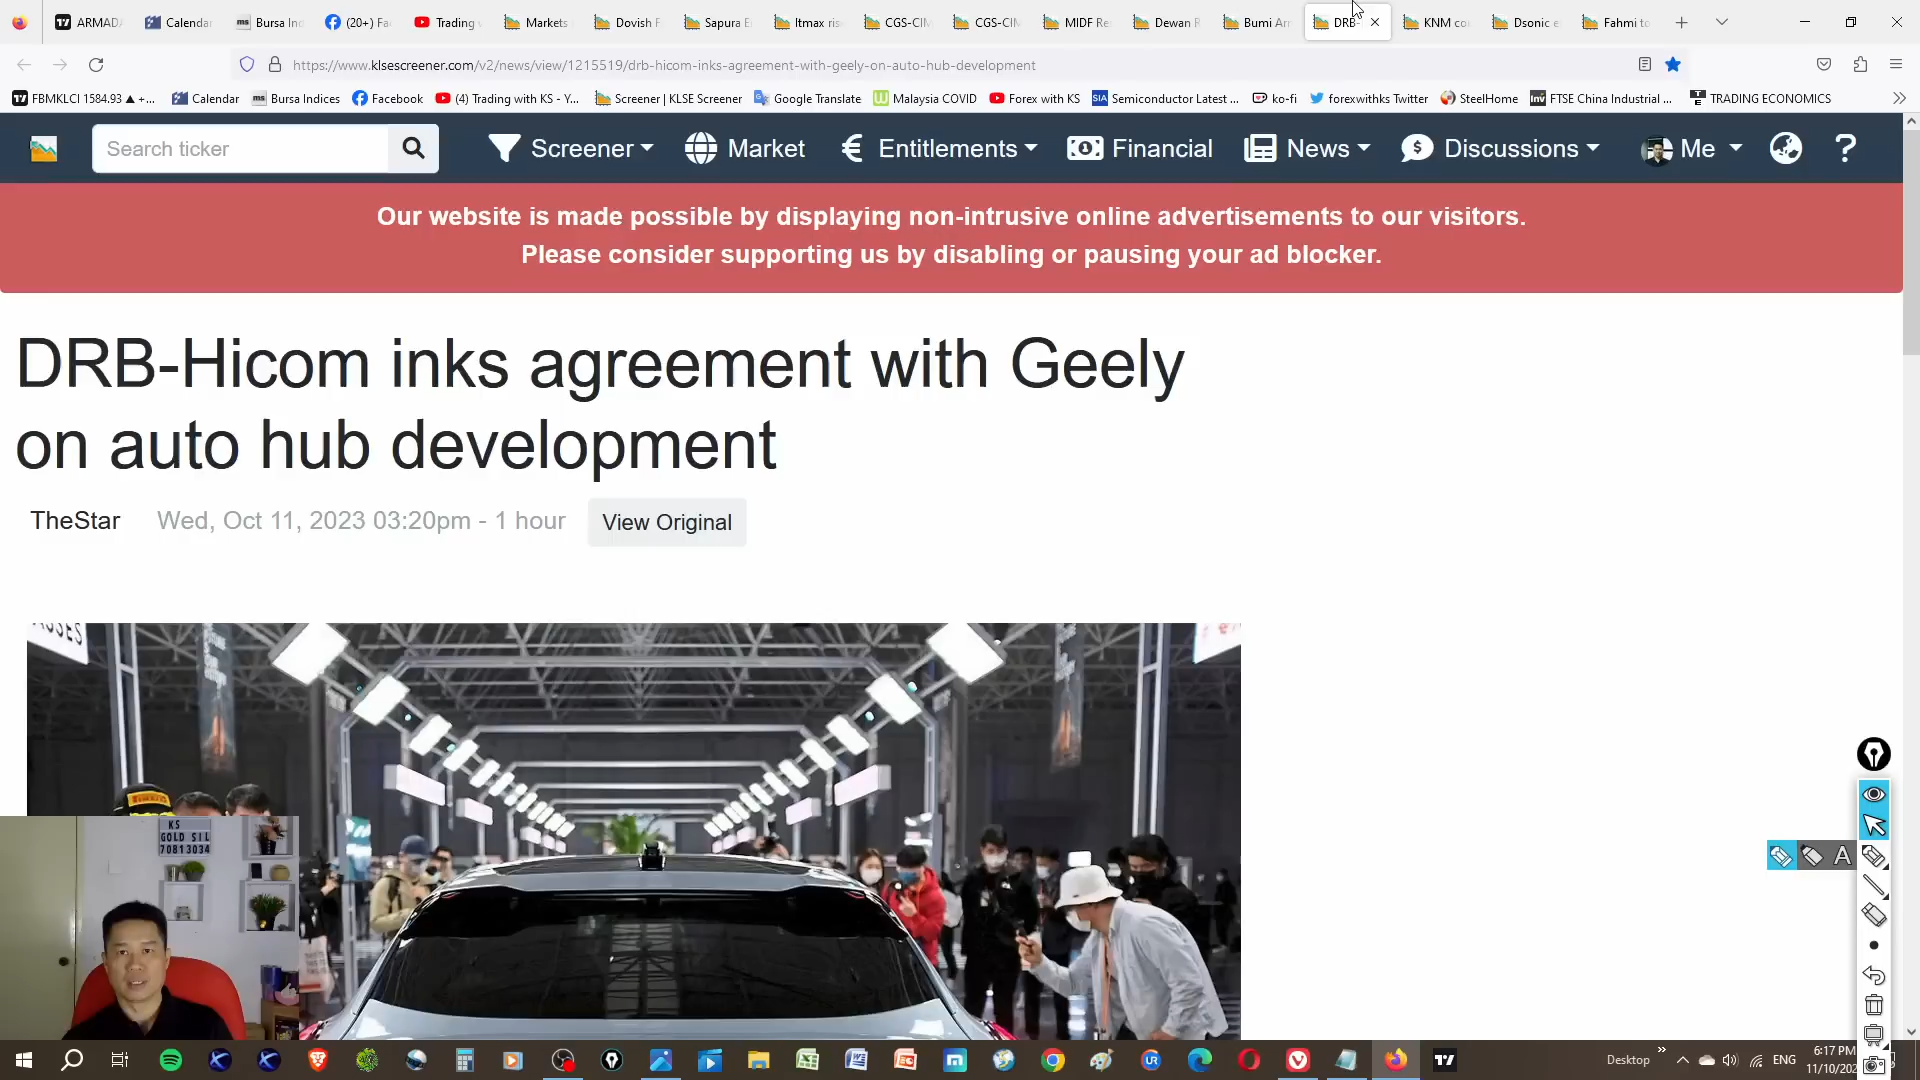 ARMADA
Calendar
Bursa Ind
(20+) Fa
Trading v
Markets
Dovish F
Sapura E
Itmax ris
CGS-CIM
CGS-CIM
MIDF Re
Dewan R
Bumi Arm
DRB-
KNM co
Dsonic e
Fahmi to
https://www.klsescreener.com/v2/news/view/1215519/drb-hicom-inks-agreement-with-geely-on-auto-hub-development
FBMKLCI 1584.93 ▲ +...
Calendar
Bursa Indices
Facebook
(4) Trading with KS - Y...
Screener | KLSE Screener
Google Translate
Malaysia COVID
Forex with KS
Semiconductor Latest ...
ko-fi
forexwithks Twitter
SteelHome
FTSE China Industrial ...
TRADING ECONOMICS
Search ticker
Screener
Market
Entitlements
Financial
News
Discussions
Me
Our website is made possible by displaying non-intrusive online advertisements to our visitors.
Please consider supporting us by disabling or pausing your ad blocker.
DRB-Hicom inks agreement with Geely
on auto hub development
TheStar
Wed, Oct 11, 2023 03:20pm - 1 hour
View Original
PIRELLI
KS
GOLD SIL
70813034
A
Desktop
ENG
6:17 PM
11/10/202